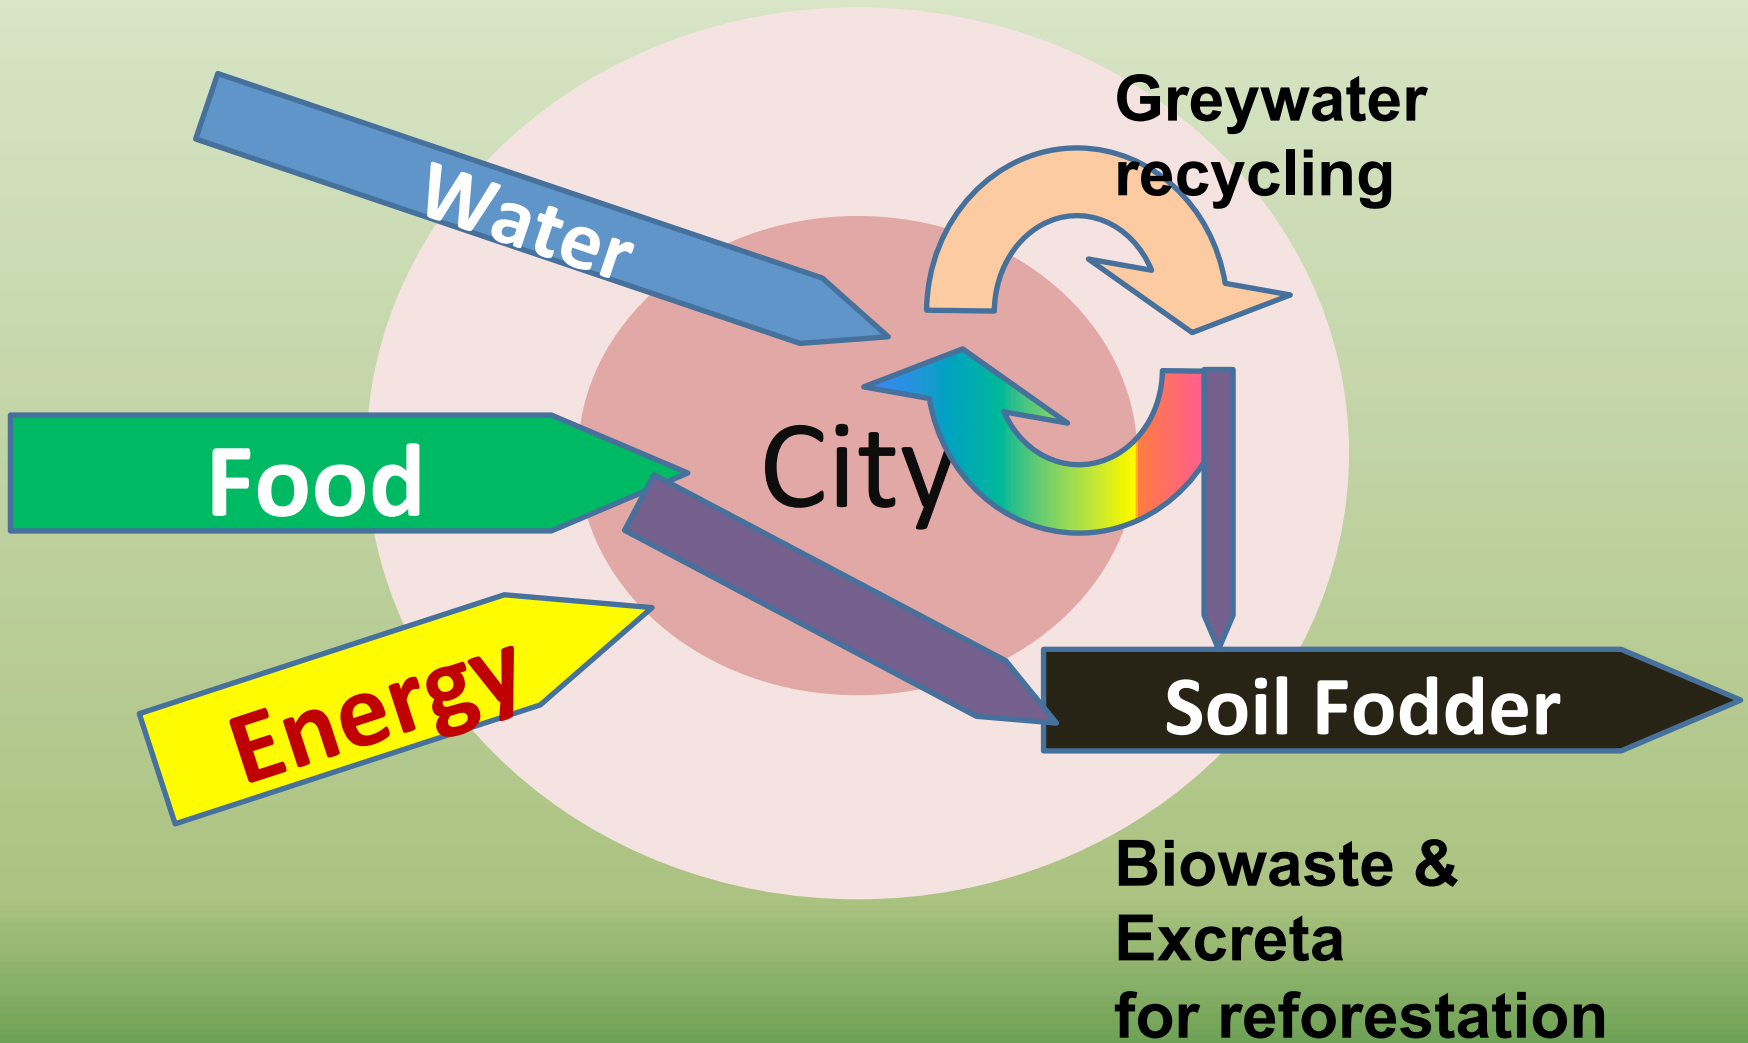 Greywater
recycling
Water
City
Food
Energy
Soil Fodder
Biowaste &
Excreta
for reforestation